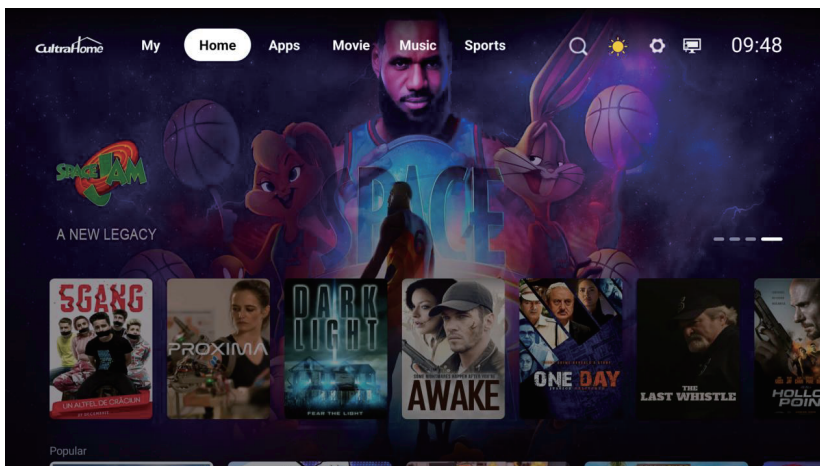 CultraHome
My
Home
Apps
Movie
Music
Sports
09:48
SPACE JAM
A NEW LEGACY
SPACE
5GANG
UN ALTFEL DE CRĂCIUN
PROXIMA
DARK
LIGHT
FEAR THE LIGHT
AWAKE
ONE DAY
THE
LAST WHISTLE
HOLLO
POIN
Popular